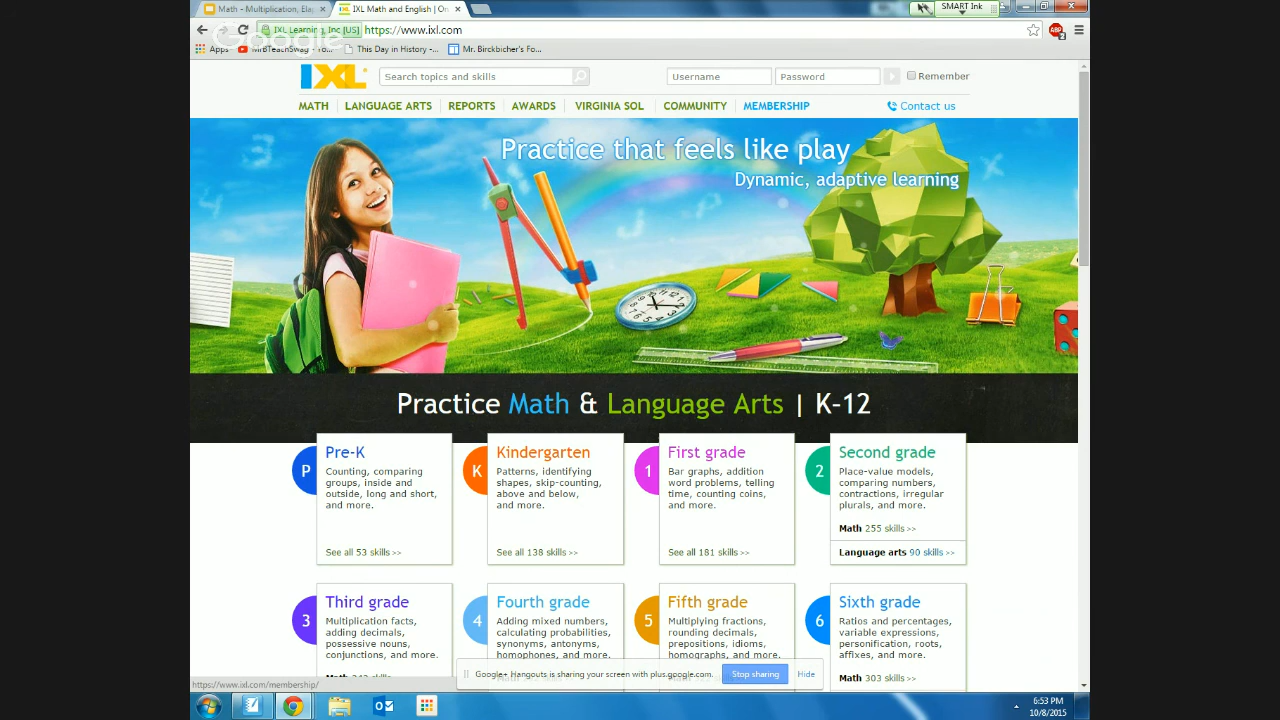 Math - Multiplication, Ela
IXL Math and English | On
SMART Ink
IXL Learning, Inc [US] https://www.ixl.com
Google
Apps
MrBTeachSwag - Yo...
This Day in History -...
Mr. Birckbicher's Fo...
IXL
Search topics and skills
Username
Password
Remember
MATH
LANGUAGE ARTS
REPORTS
AWARDS
VIRGINIA SOL
COMMUNITY
MEMBERSHIP
Contact us
Practice that feels like play
Dynamic, adaptive learning
Practice Math & Language Arts | K-12
P
Pre-K
Counting, comparing
groups, inside and
outside, long and short,
and more.
See all 53 skills >>
K
Kindergarten
Patterns, identifying
shapes, skip-counting,
above and below,
and more.
See all 138 skills >>
1
First grade
Bar graphs, addition
word problems, telling
time, counting coins,
and more.
See all 181 skills >>
2
Second grade
Place-value models,
comparing numbers,
contractions, irregular
plurals, and more.
Math 255 skills >>
Language arts 90 skills >>
3
Third grade
Multiplication facts,
adding decimals,
possessive nouns,
conjunctions, and more.
4
Fourth grade
Adding mixed numbers,
calculating probabilities,
synonyms, antonyms,
homophones, and more.
5
Fifth grade
Multiplying fractions,
rounding decimals,
prepositions, idioms,
homographs, and more.
6
Sixth grade
Ratios and percentages,
variable expressions,
personification, roots,
affixes, and more.
Math 303 skills >>
Google+ Hangouts is sharing your screen with plus.google.com.
Stop sharing
Hide
https://www.ixl.com/membership/
6:53 PM
10/8/2015